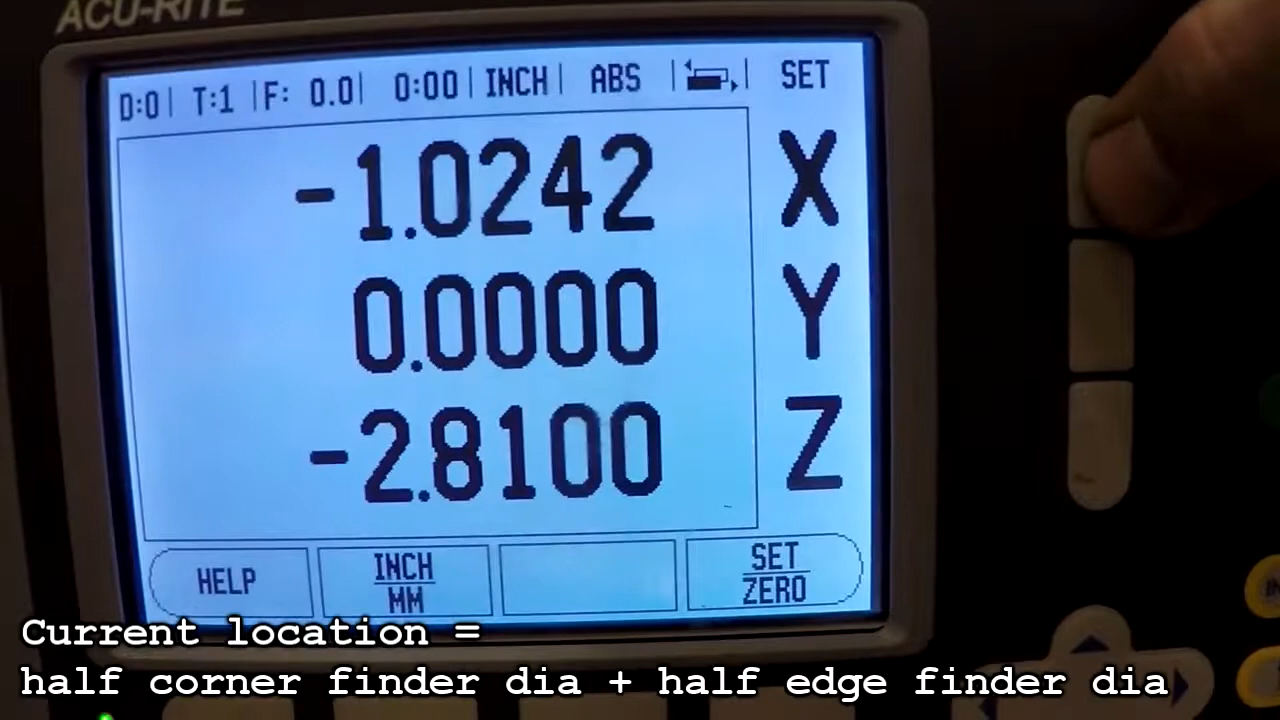 ACU-RITE
D:0 | T:1 | F: 0.0 | 0:00 | INCH | ABS | | SET
-1.0242 X
0.0000 Y
-2.8100 Z
HELP
INCH
MM
SET
ZERO
Current location =
half corner finder dia + half edge finder dia